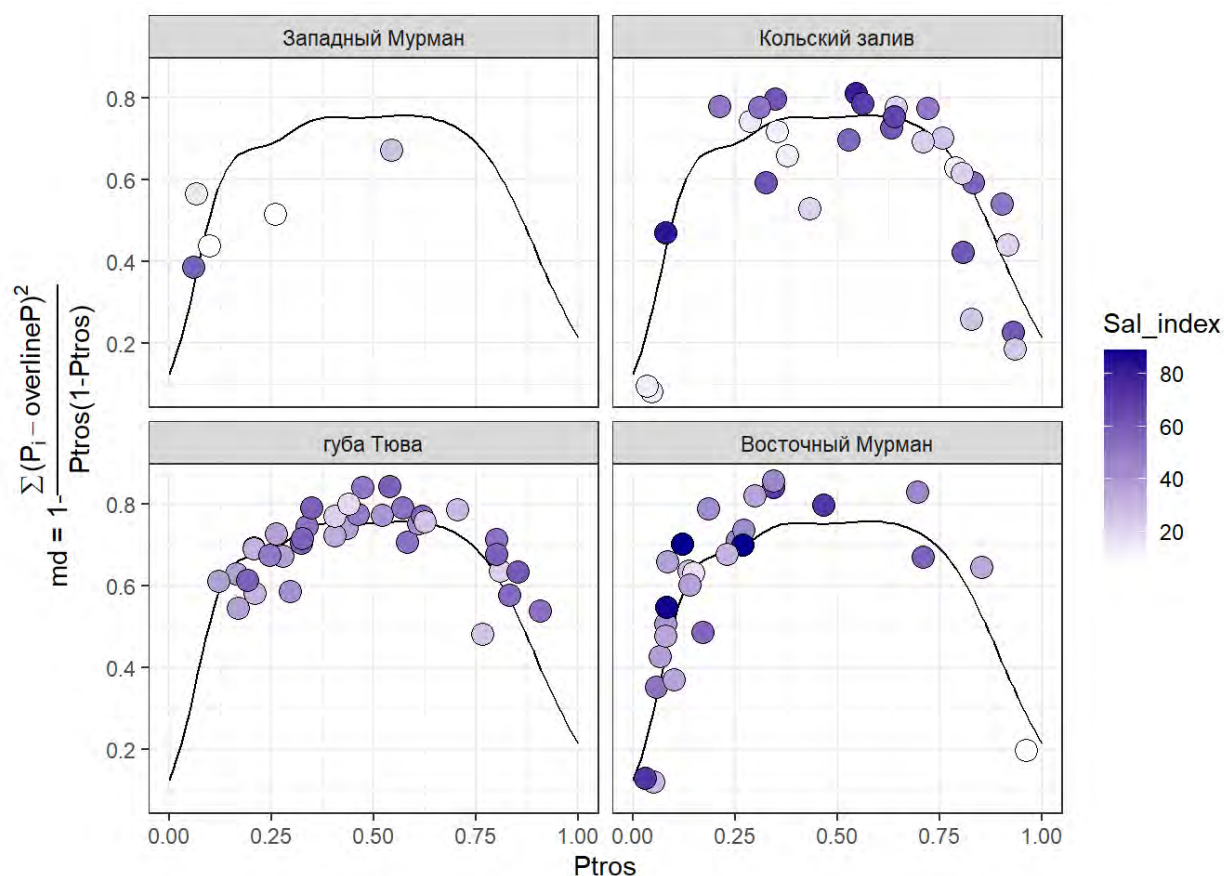 Западный Мурман
Кольский залив
0.8
0.6
0.4
0.2
губа Тюва
Восточный Мурман
0.8
0.6
0.4
0.2
0.00 0.25 0.50 0.75 1.00
0.00 0.25 0.50 0.75 1.00
Ptros
md = 1- ∑(Pi − overlineP)2
Ptros(1-Ptros)
Sal_index
80
60
40
20